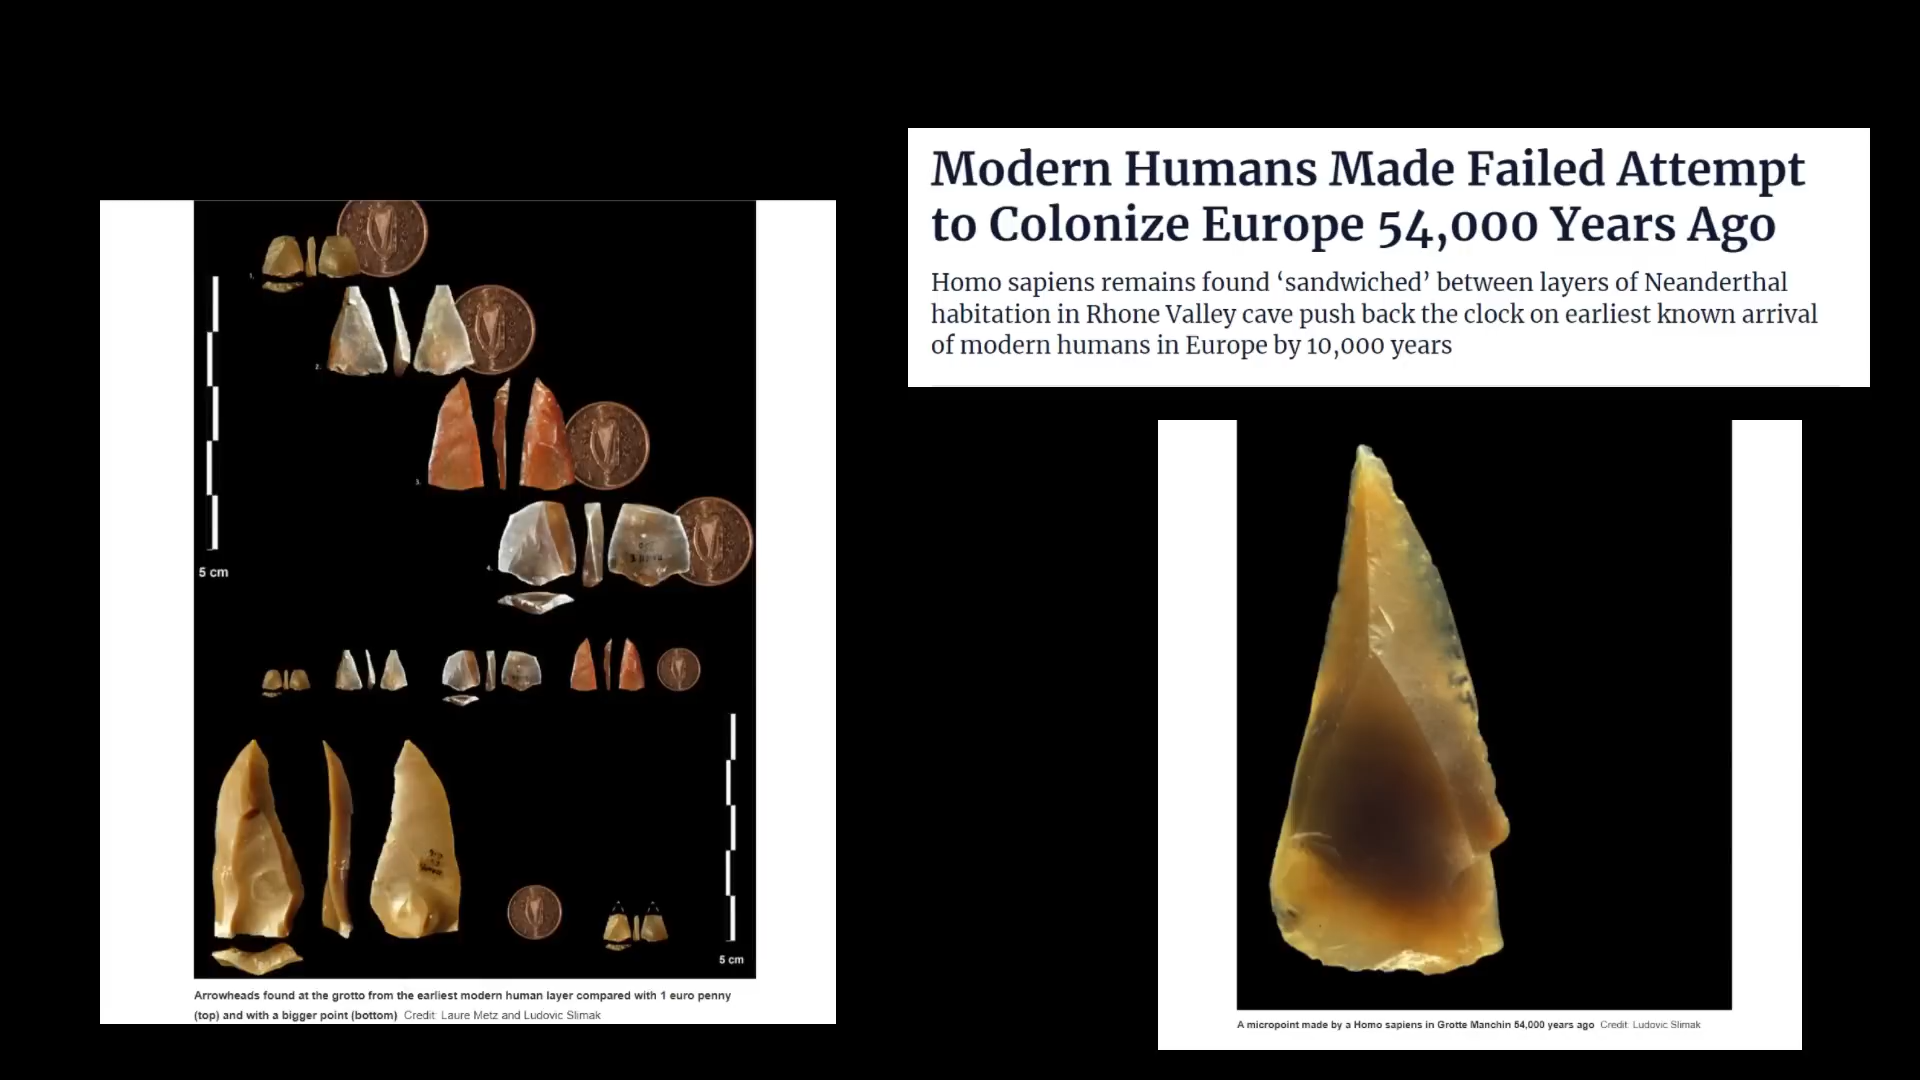 Modern Humans Made Failed Attempt
to Colonize Europe 54,000 Years Ago
Homo sapiens remains found ‘sandwiched’ between layers of Neanderthal
habitation in Rhone Valley cave push back the clock on earliest known arrival
of modern humans in Europe by 10,000 years
1.
2.
3.
4.
5 cm
5 cm
Arrowheads found at the grotto from the earliest modern human layer compared with 1 euro penny
(top) and with a bigger point (bottom) Credit: Laure Metz and Ludovic Slimak
A micropoint made by a Homo sapiens in Grotte Manchin 54,000 years ago Credit: Ludovic Slimak